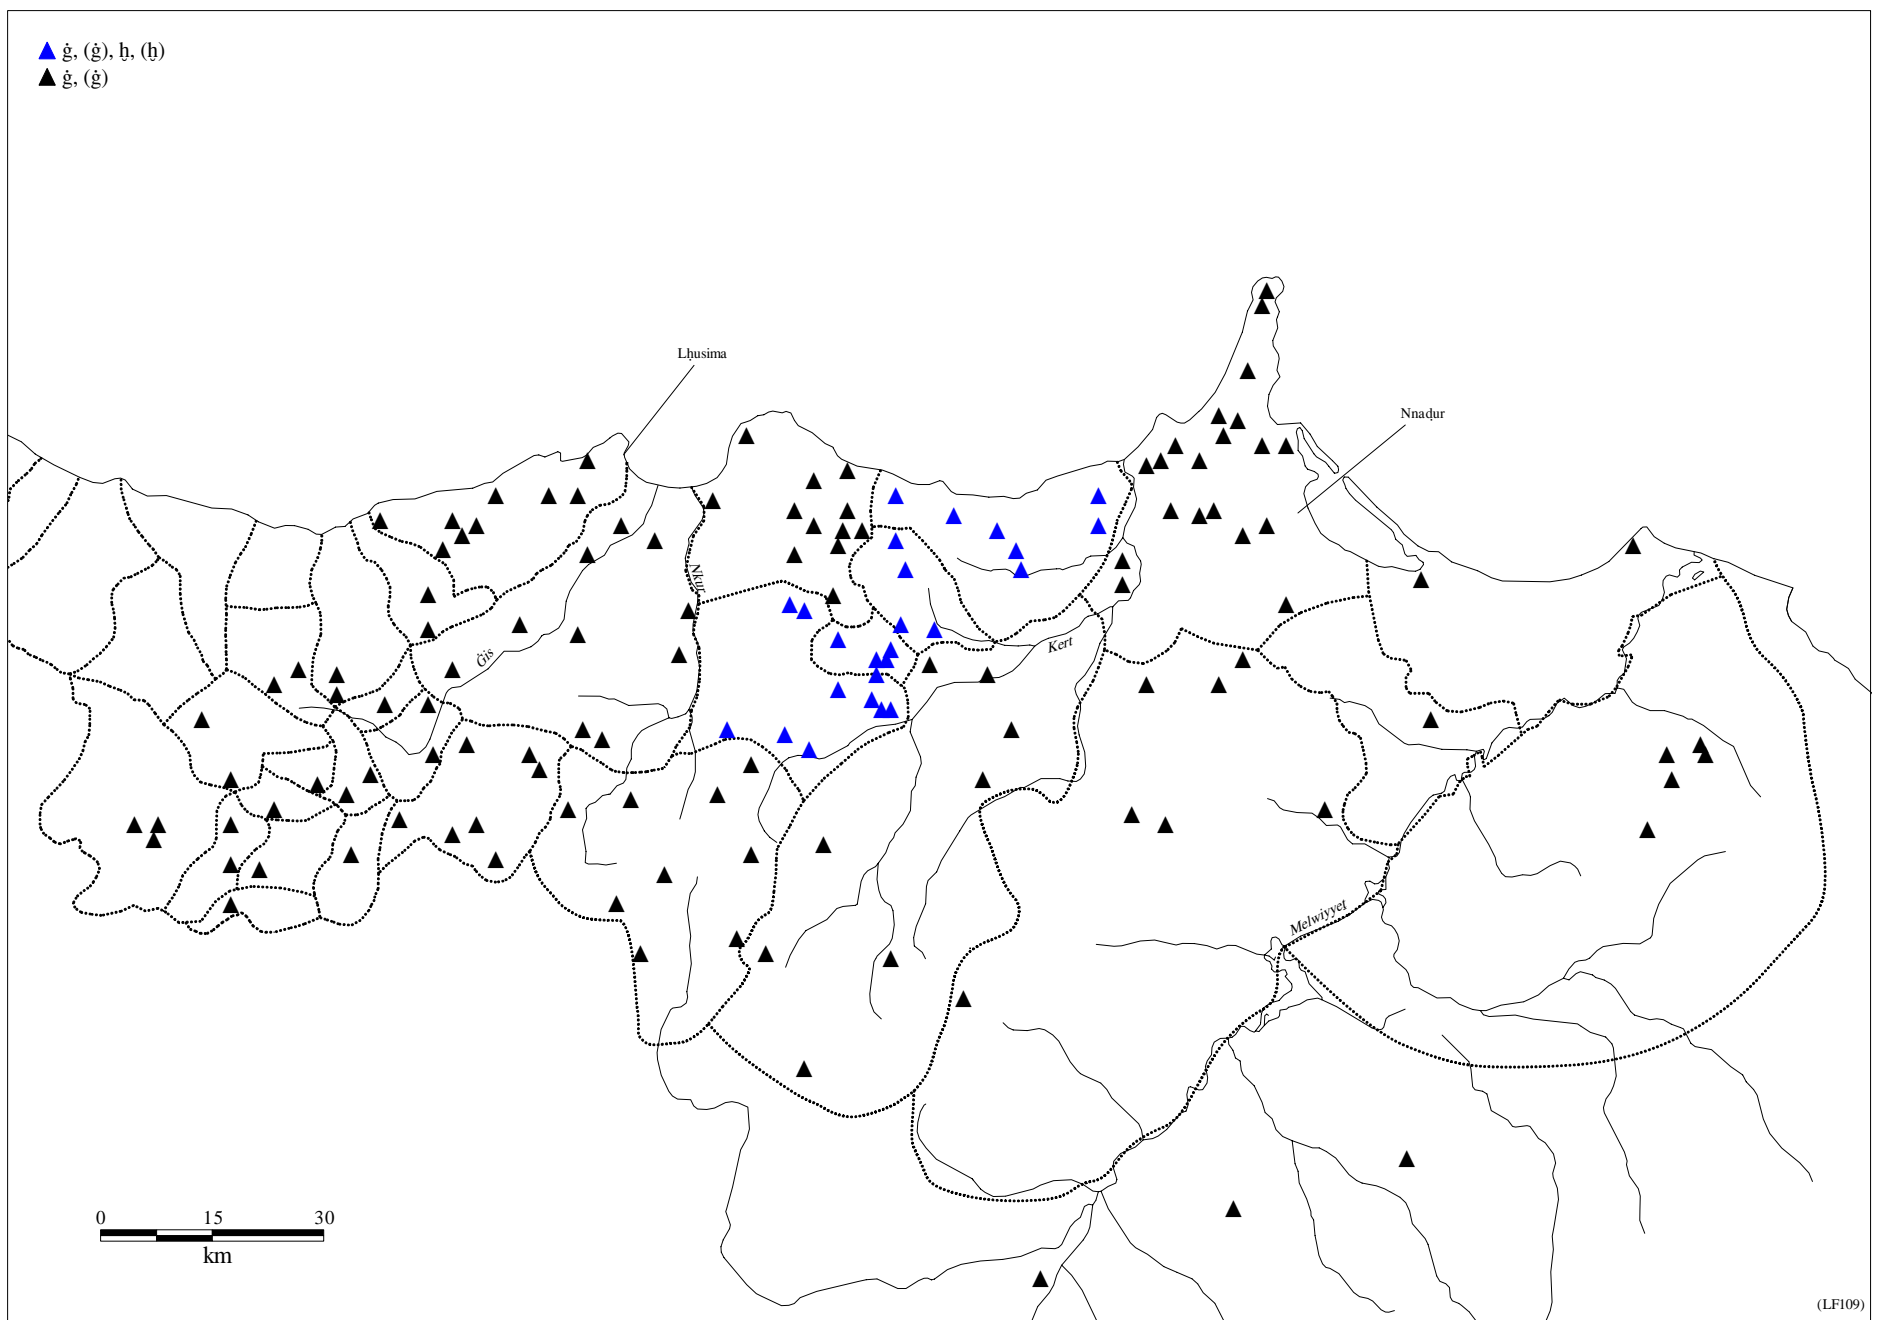 ġ, (ġ), ḫ, (ḫ)
ġ, (ġ)
Lḥusima
Nnaḍur
Nkur
Ġis
Kert
Melwiyyet
0 15 30
km
(LF109)